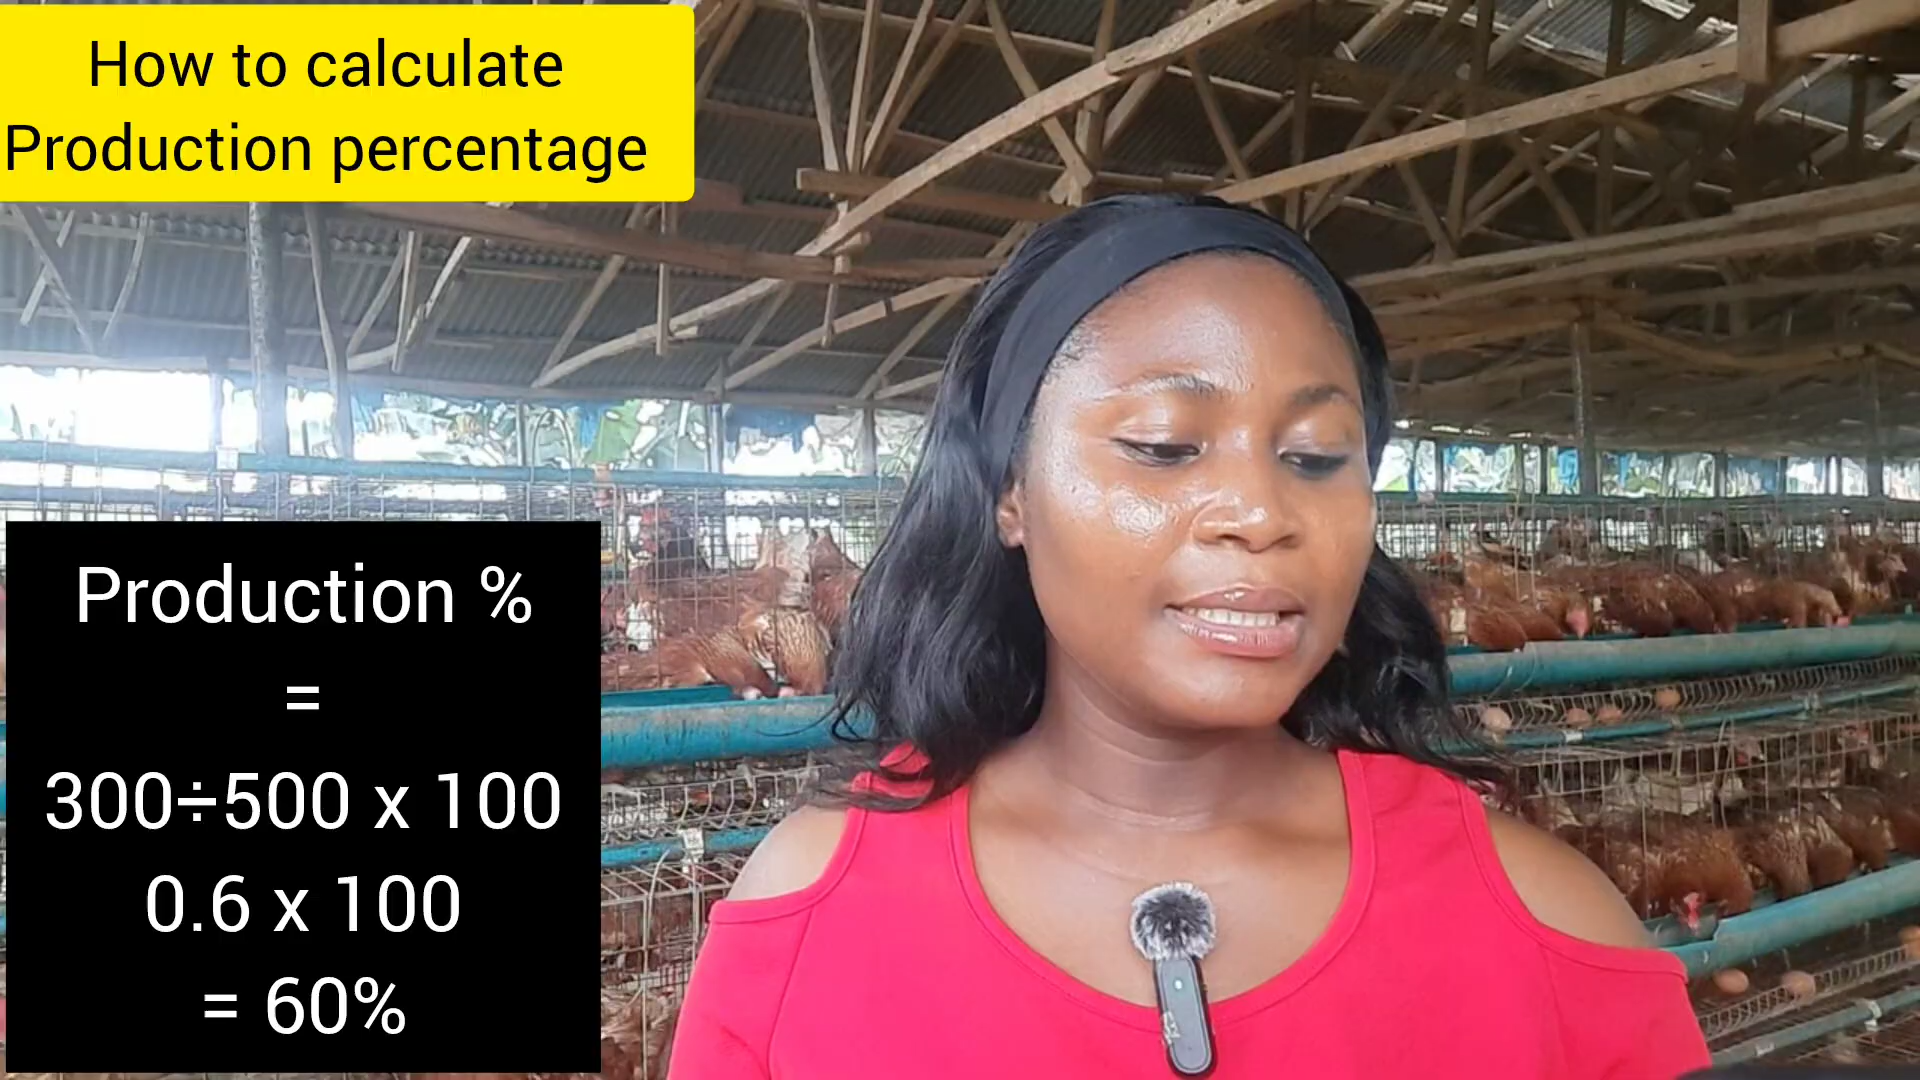 How to calculate
Production percentage
Production %
=
300÷500 x 100
0.6 x 100
= 60%